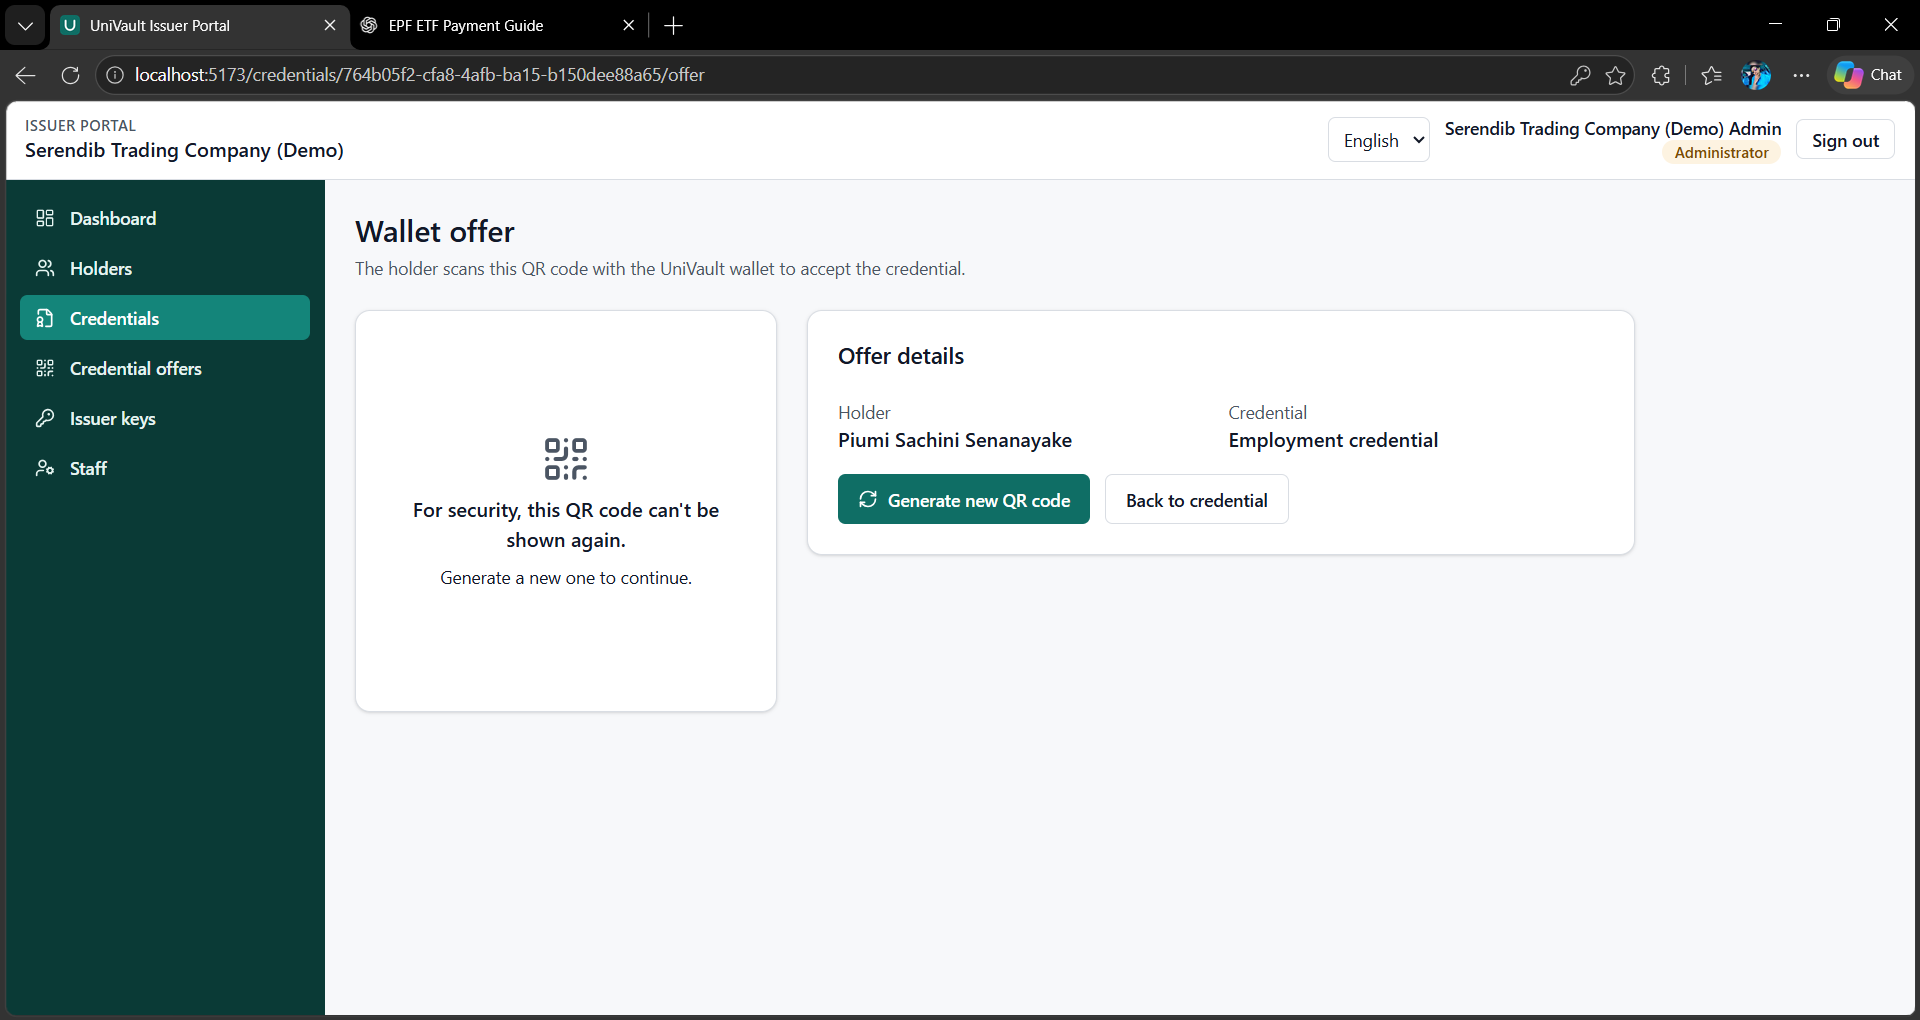 UniVault Issuer Portal
EPF ETF Payment Guide
localhost:5173/credentials/764b05f2-cfa8-4afb-ba15-b150dee88a65/offer
Chat
ISSUER PORTAL
Serendib Trading Company (Demo)
English
Serendib Trading Company (Demo) Admin
Administrator
Sign out
Dashboard
Holders
Credentials
Credential offers
Issuer keys
Staff
Wallet offer
The holder scans this QR code with the UniVault wallet to accept the credential.
For security, this QR code can't be
shown again.
Generate a new one to continue.
Offer details
Holder
Piumi Sachini Senanayake
Credential
Employment credential
Generate new QR code
Back to credential